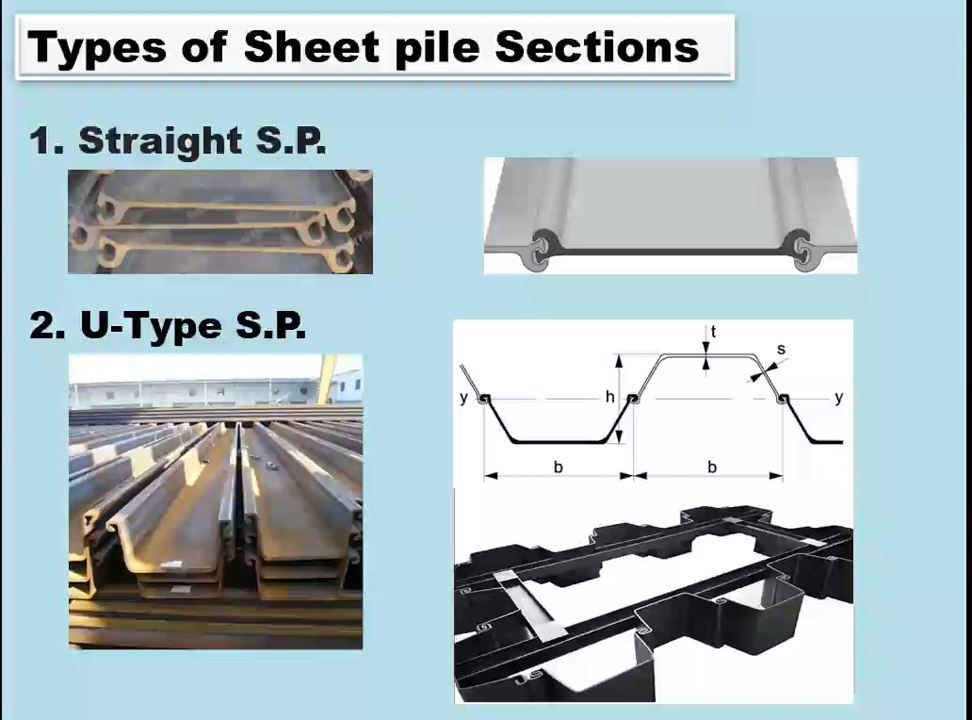 Types of Sheet pile Sections
1. Straight S.P.
2. U-Type S.P.
t
s
y
h
y
b
b